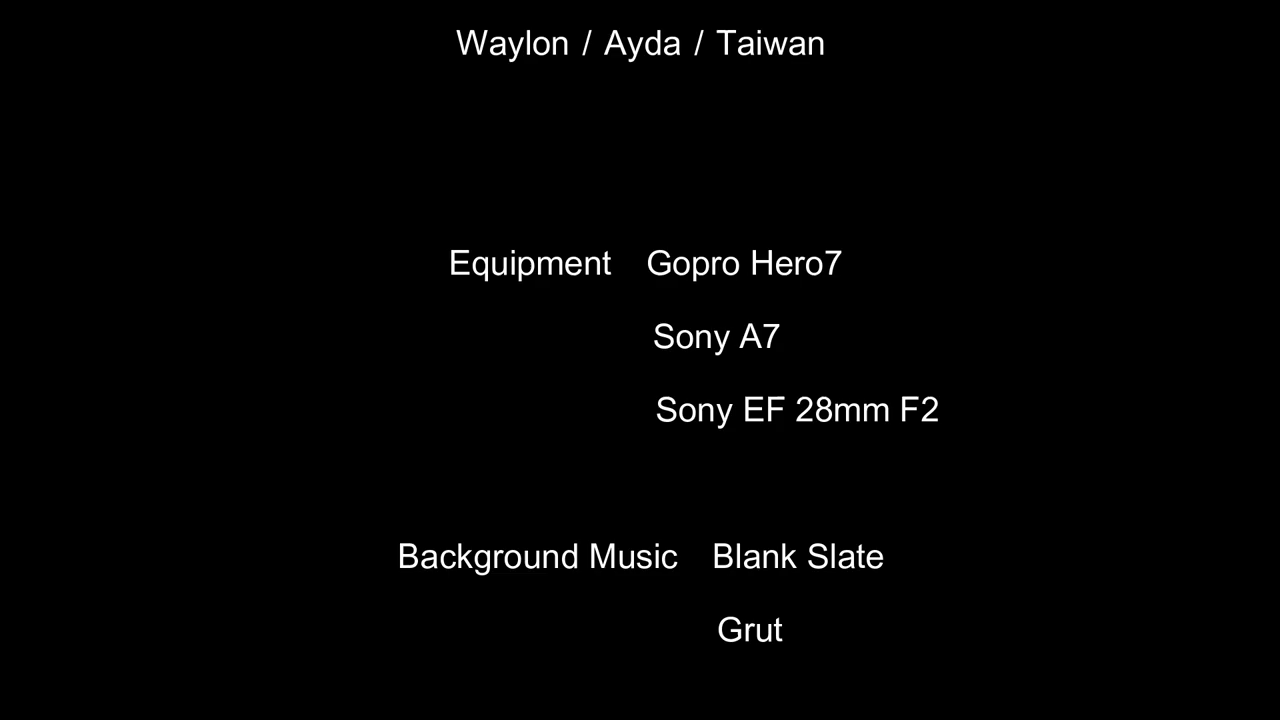 Waylon / Ayda / Taiwan
Equipment Gopro Hero7
Sony A7
Sony EF 28mm F2
Background Music Blank Slate
Grut